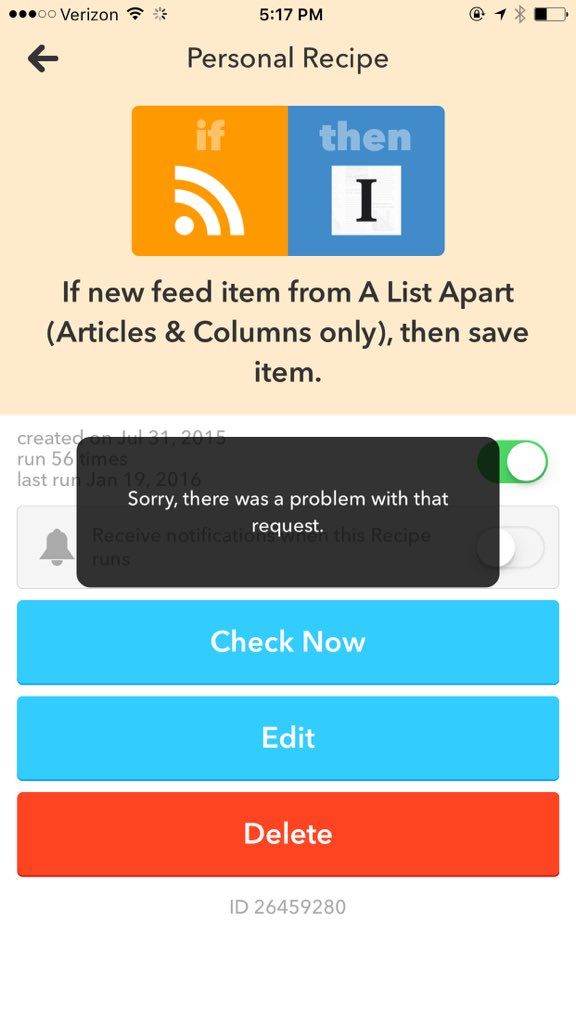 Verizon 5:17 PM
Personal Recipe
if then
I
If new feed item from A List Apart
(Articles & Columns only), then save
item.
created on Jul 31, 2015
run 56 times
last run Jan 19, 2016
Sorry, there was a problem with that
request.
Receive notifications when this Recipe
runs
Check Now
Edit
Delete
ID 26459280